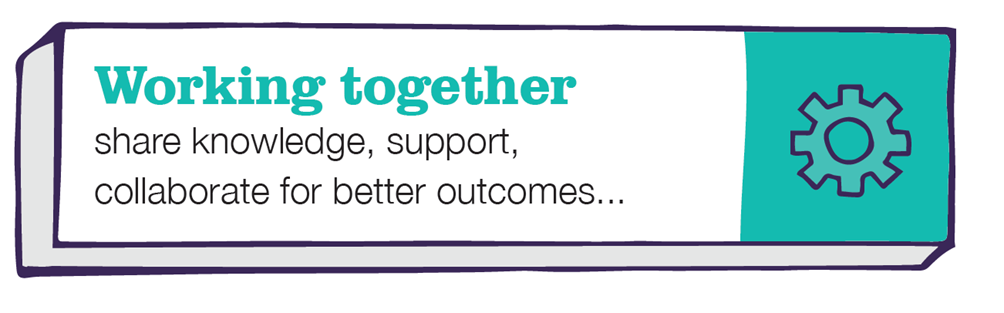 Working together
share knowledge, support,
collaborate for better outcomes...